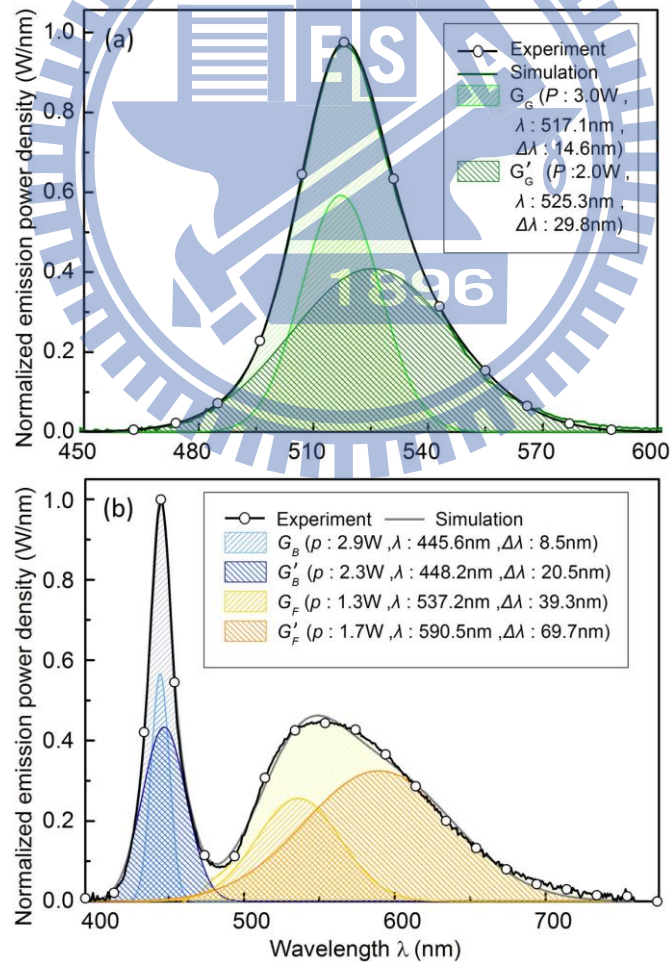 (a)
Experiment
Simulation
G_G (P : 3.0W ,
λ : 517.1nm ,
Δλ : 14.6nm)
G'_G (P :2.0W ,
λ : 525.3nm ,
Δλ : 29.8nm)
Normalized emission power density (W/nm)
1.0
0.8
0.6
0.4
0.2
0.0
450
480
510
540
570
600
ES
A
8
1896
(b)
Experiment
Simulation
G_B (p : 2.9W ,λ : 445.6nm ,Δλ : 8.5nm)
G'_B (p : 2.3W ,λ : 448.2nm ,Δλ : 20.5nm)
G_F (p : 1.3W ,λ : 537.2nm ,Δλ : 39.3nm)
G'_F (p : 1.7W ,λ : 590.5nm ,Δλ : 69.7nm)
Normalized emission power density (W/nm)
1.0
0.8
0.6
0.4
0.2
0.0
400
500
600
700
Wavelength λ (nm)